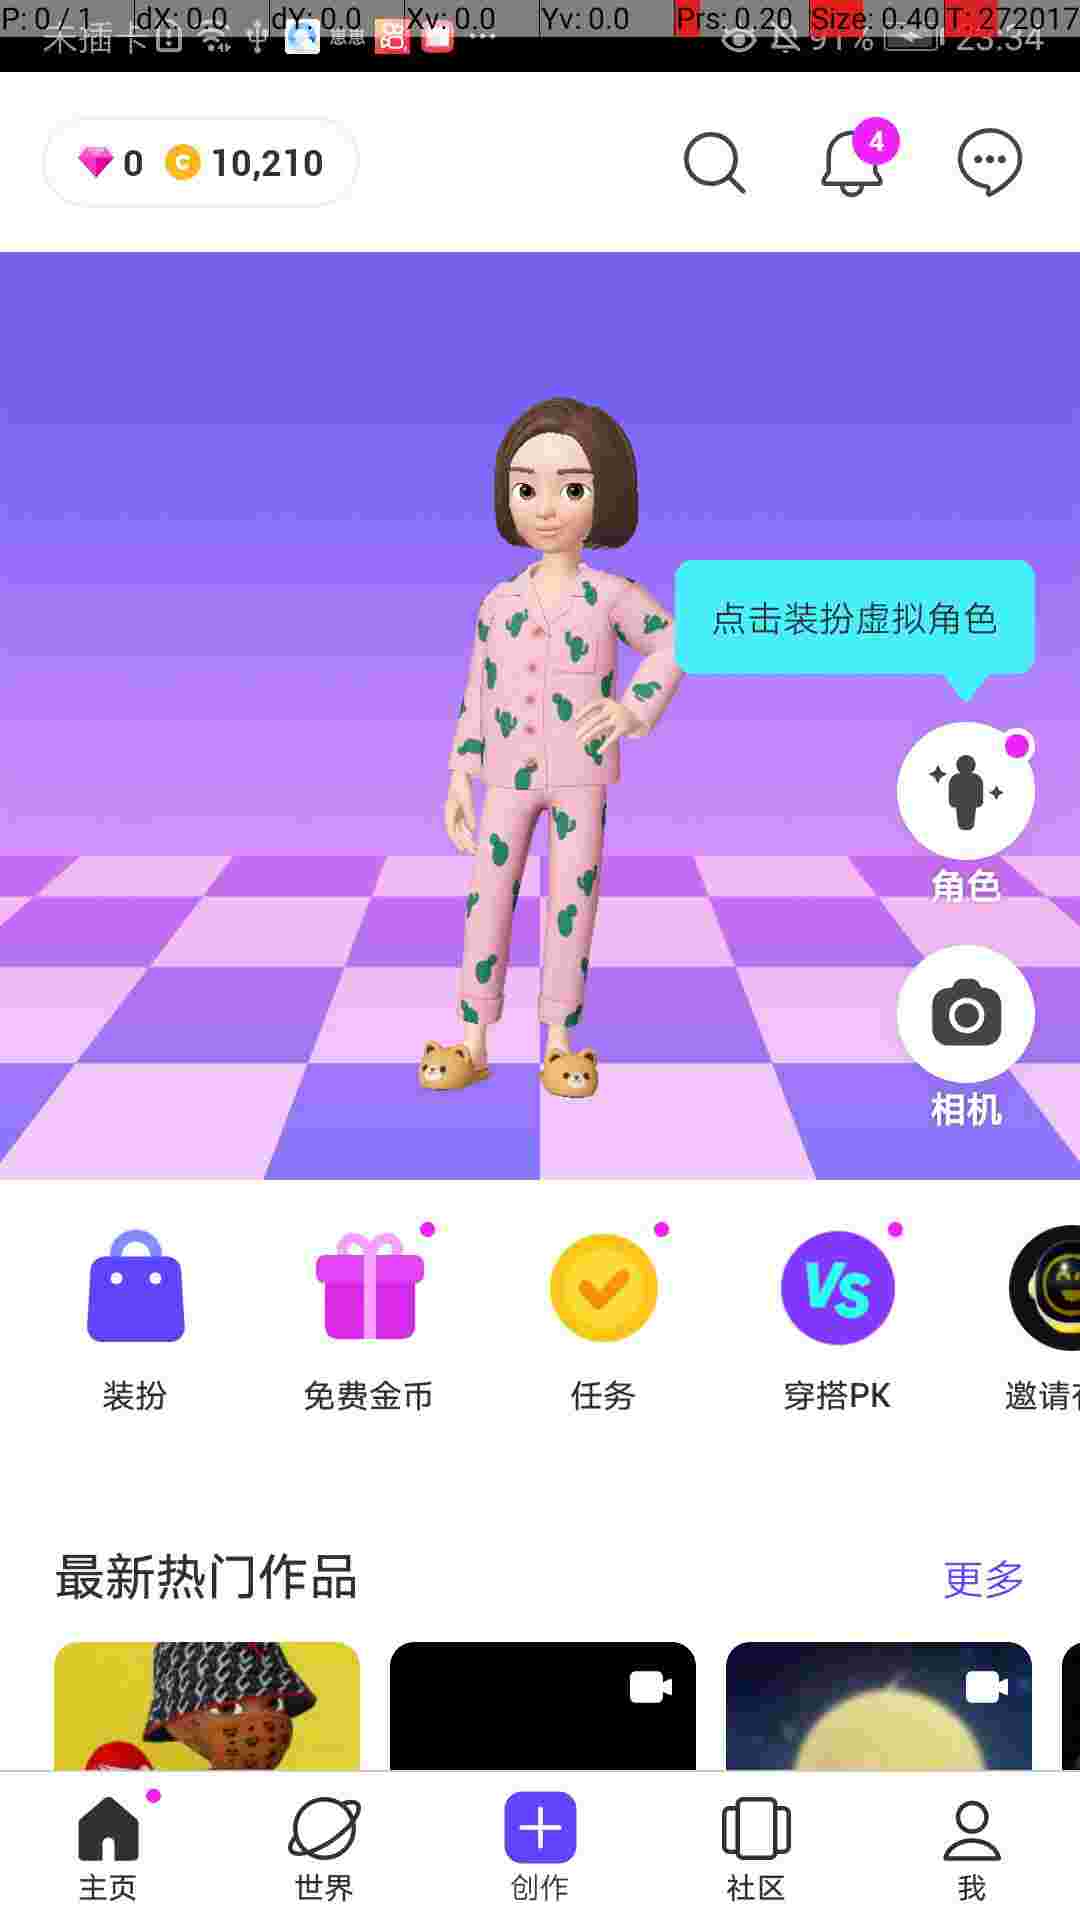 P: 0 / 1 dX: 0.0 dY: 0.0 Xv: 0.0 Yv: 0.0 Prs: 0.20 Size: 0.40 T: 272017
未插卡 91% 23:34
0 10,210 4
点击装扮虚拟角色
角色
相机
VS
装扮 免费金币 任务 穿搭PK 邀请
最新热门作品 更多
主页 世界 创作 社区 我